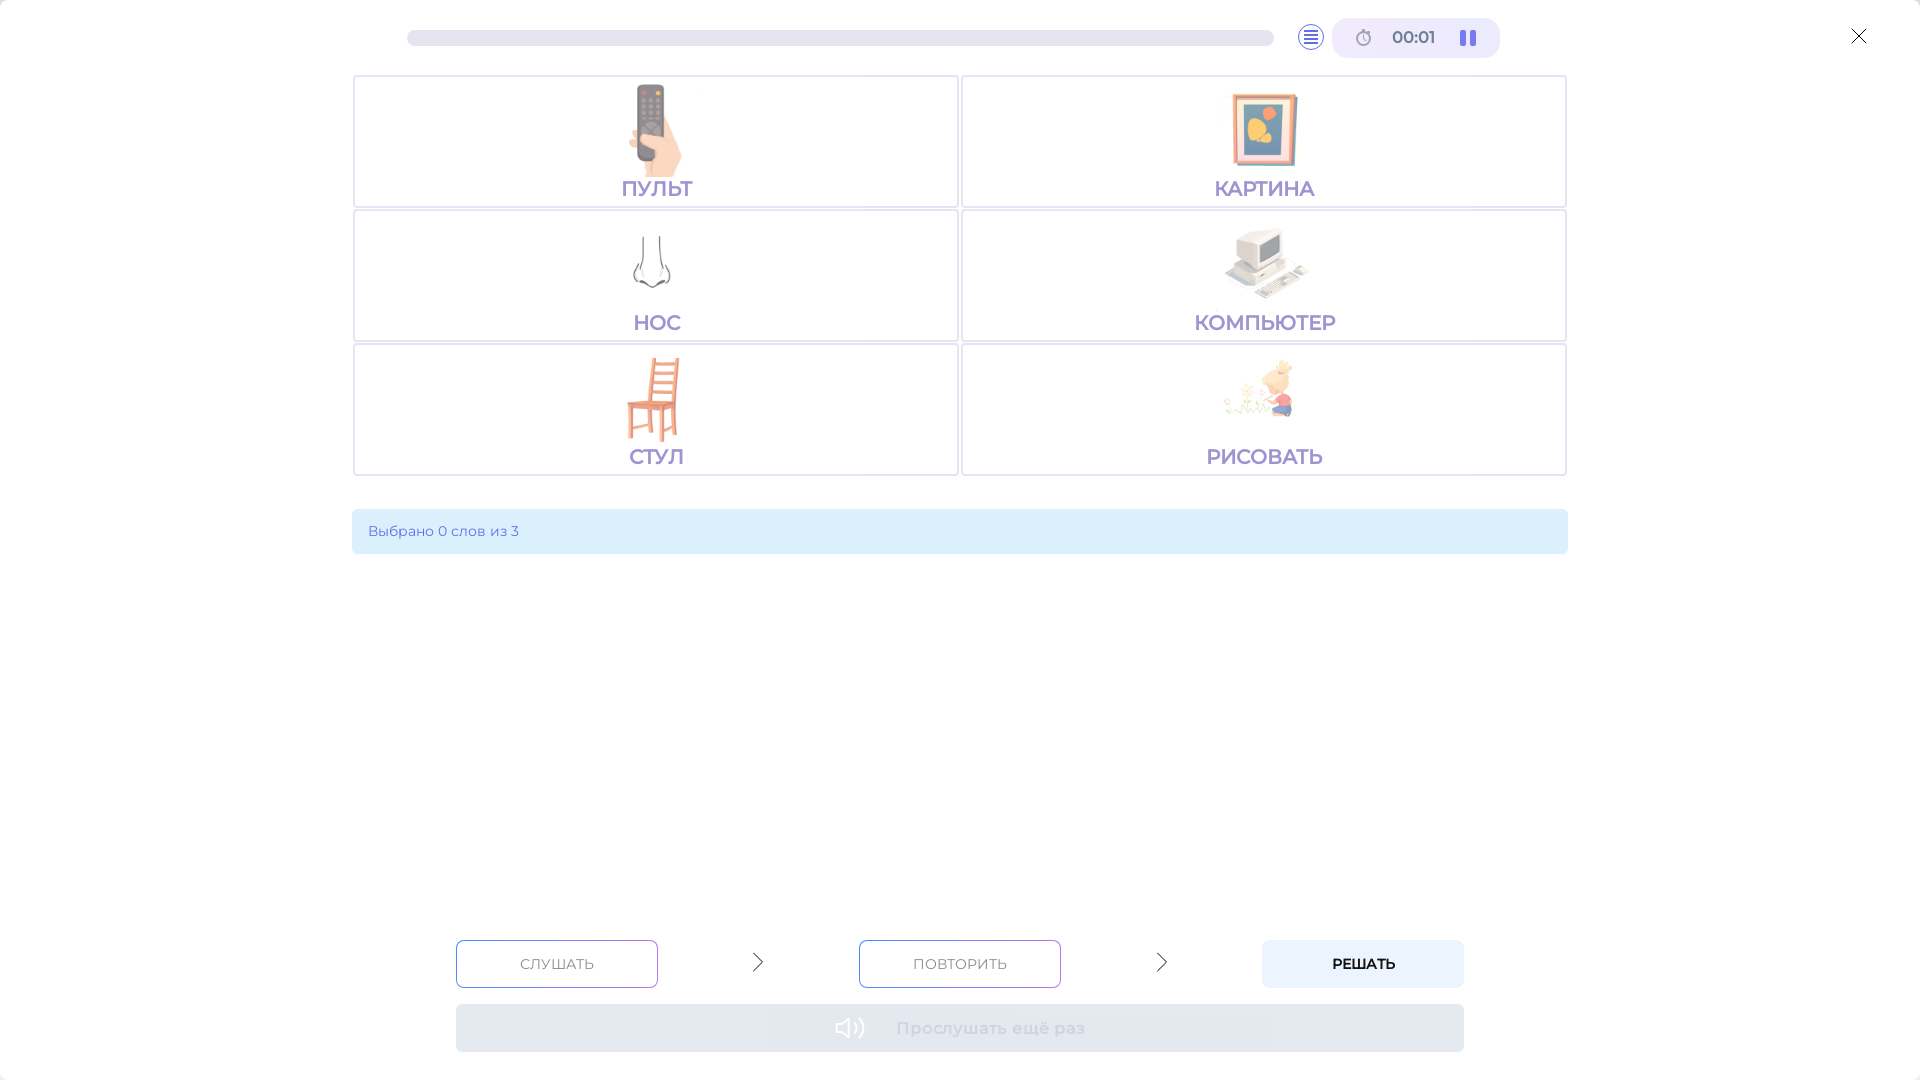 00:01
ПУЛЬТ
КАРТИНА
НОС
КОМПЬЮТЕР
СТУЛ
РИСОВАТЬ
Выбрано 0 слов из 3
СЛУШАТЬ
ПОВТОРИТЬ
РЕШАТЬ
Прослушать ещё раз